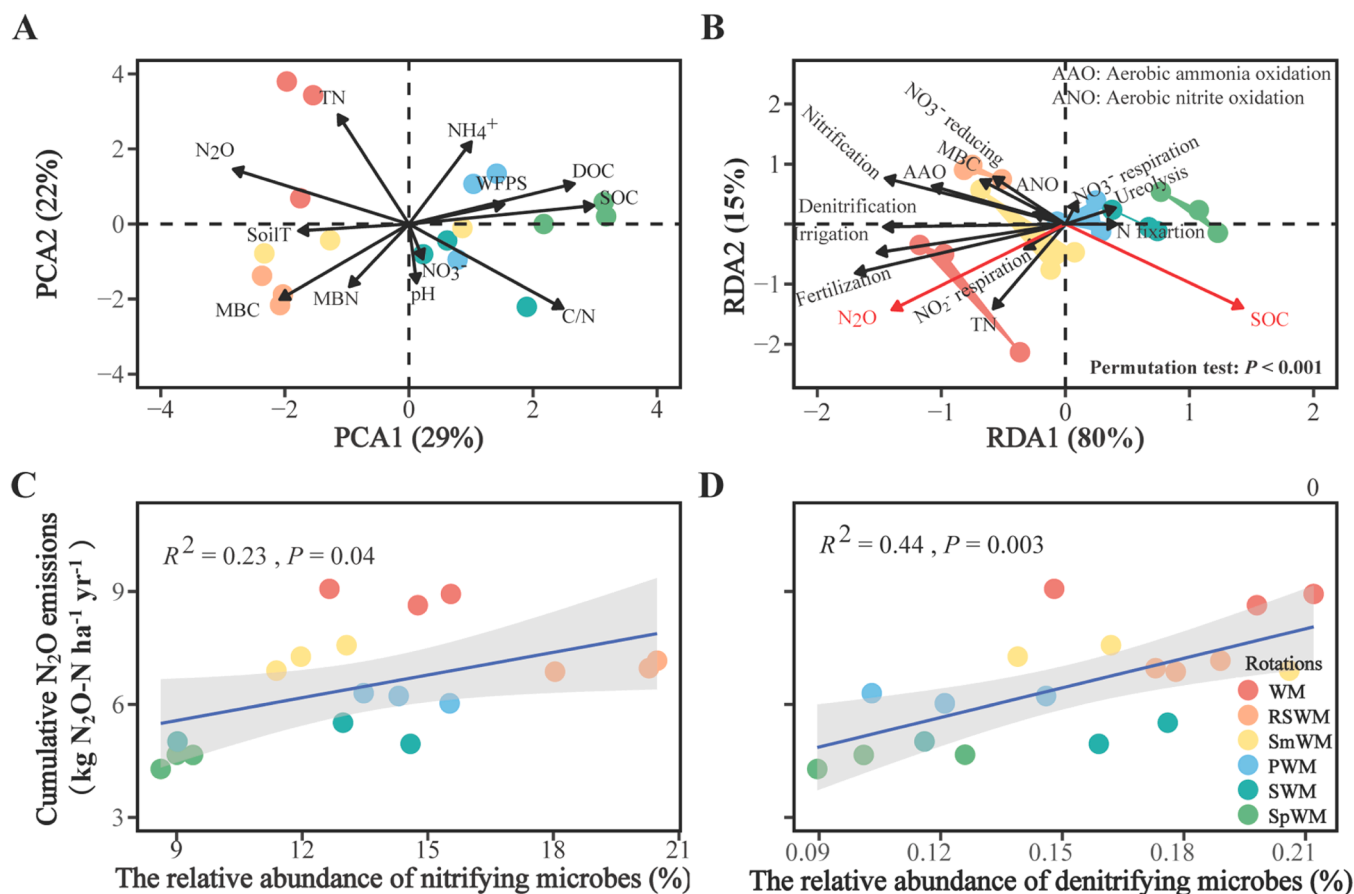 A
4
2
0
−2
−4
−4
−2
0
2
4
PCA2 (22%)
PCA1 (29%)
TN
N2O
NH4+
WFPS
DOC
SOC
SoilT
NO3-
MBC
MBN
pH
C/N
B
2
1
0
−1
−2
−2
−1
0
1
2
RDA2 (15%)
RDA1 (80%)
AAO: Aerobic ammonia oxidation
ANO: Aerobic nitrite oxidation
NO3- reducing
Nitrification
MBC
AAO
ANO
NO3- respiration
Ureolysis
Denitrification
N fixartion
Irrigation
Fertilization
NO2- respiration
N2O
TN
SOC
Permutation test: P < 0.001
C
R2 = 0.23 , P = 0.04
9
6
3
9
12
15
18
21
Cumulative N2O emissions
( kg N2O-N ha-1 yr-1 )
The relative abundance of nitrifying microbes (%)
D
0
R2 = 0.44 , P = 0.003
Rotations
WM
RSWM
SmWM
PWM
SWM
SpWM
0.09
0.12
0.15
0.18
0.21
The relative abundance of denitrifying microbes (%)